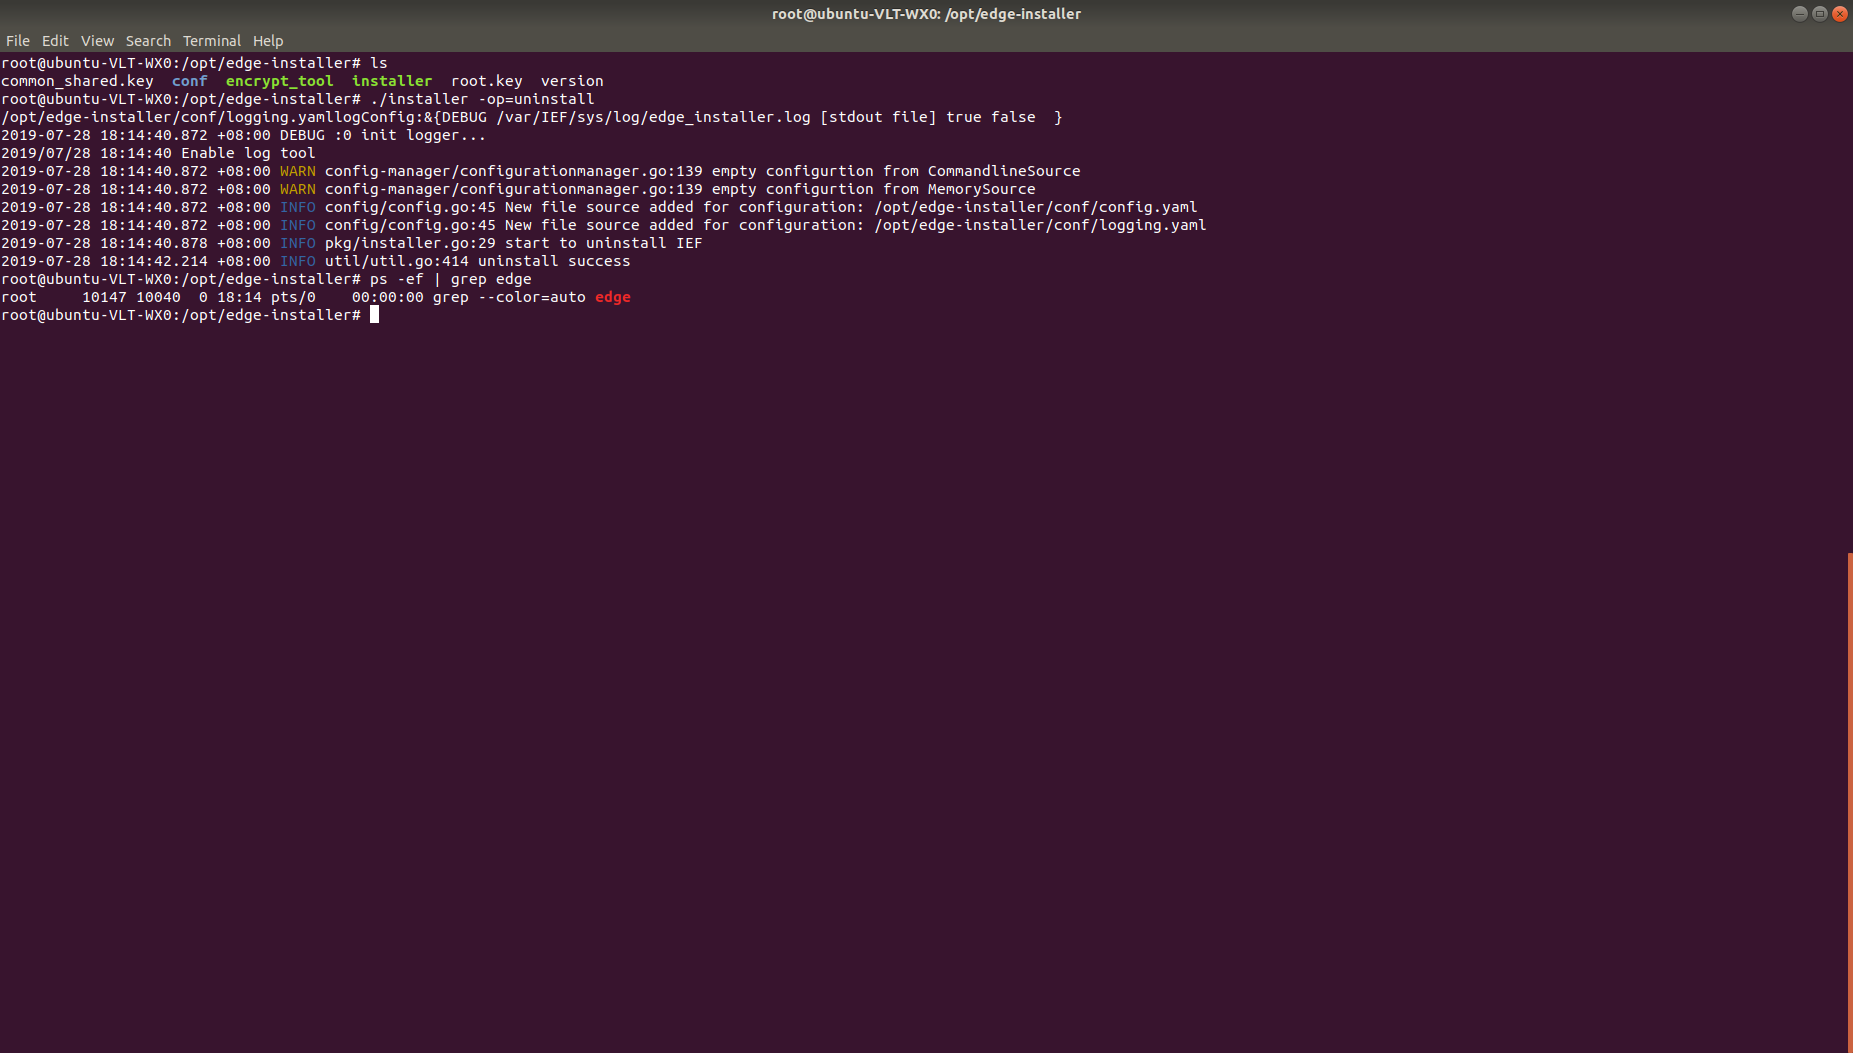 root@ubuntu-VLT-WX0: /opt/edge-installer
File Edit View Search Terminal Help
root@ubuntu-VLT-WX0:/opt/edge-installer# ls
common_shared.key  conf  encrypt_tool  installer  root.key  version
root@ubuntu-VLT-WX0:/opt/edge-installer# ./installer -op=uninstall
/opt/edge-installer/conf/logging.yamllogConfig:&{DEBUG /var/IEF/sys/log/edge_installer.log [stdout file] true false  }
2019-07-28 18:14:40.872 +08:00 DEBUG :0 init logger...
2019/07/28 18:14:40 Enable log tool
2019-07-28 18:14:40.872 +08:00 WARN config-manager/configurationmanager.go:139 empty configurtion from CommandlineSource
2019-07-28 18:14:40.872 +08:00 WARN config-manager/configurationmanager.go:139 empty configurtion from MemorySource
2019-07-28 18:14:40.872 +08:00 INFO config/config.go:45 New file source added for configuration: /opt/edge-installer/conf/config.yaml
2019-07-28 18:14:40.872 +08:00 INFO config/config.go:45 New file source added for configuration: /opt/edge-installer/conf/logging.yaml
2019-07-28 18:14:40.878 +08:00 INFO pkg/installer.go:29 start to uninstall IEF
2019-07-28 18:14:42.214 +08:00 INFO util/util.go:414 uninstall success
root@ubuntu-VLT-WX0:/opt/edge-installer# ps -ef | grep edge
root     10147 10040  0 18:14 pts/0    00:00:00 grep --color=auto edge
root@ubuntu-VLT-WX0:/opt/edge-installer#